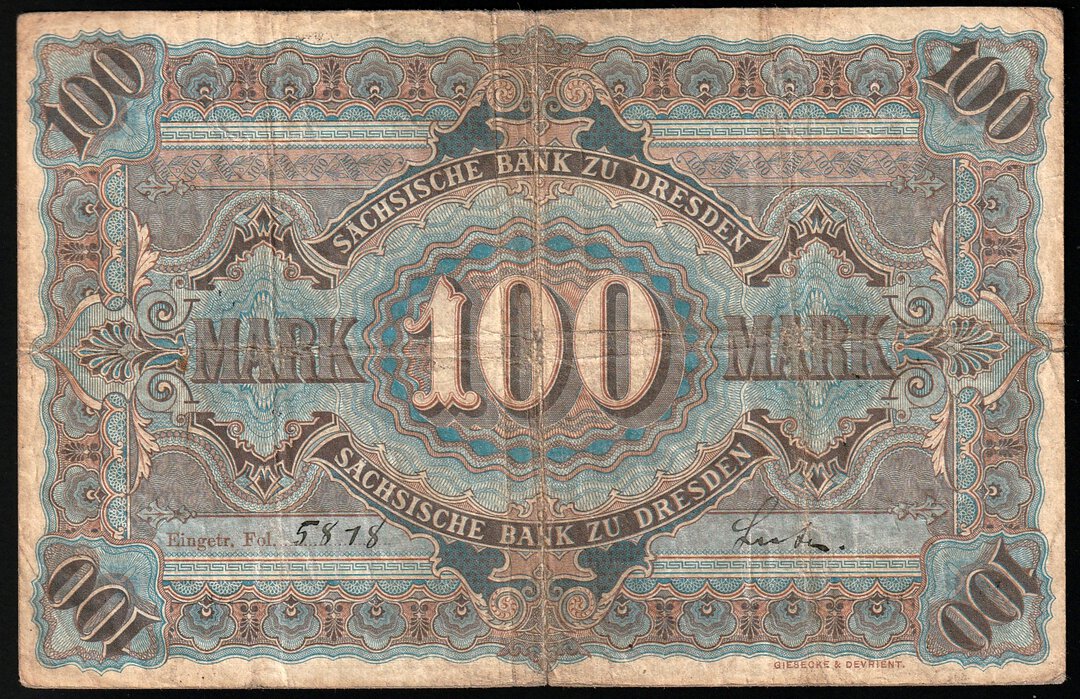 100 100
SÄCHSISCHE BANK ZU DRESDEN
MARK 100 MARK
SÄCHSISCHE BANK ZU DRESDEN
Eingetr. Fol. 5878
100 100
GIESECKE & DEVRIENT.